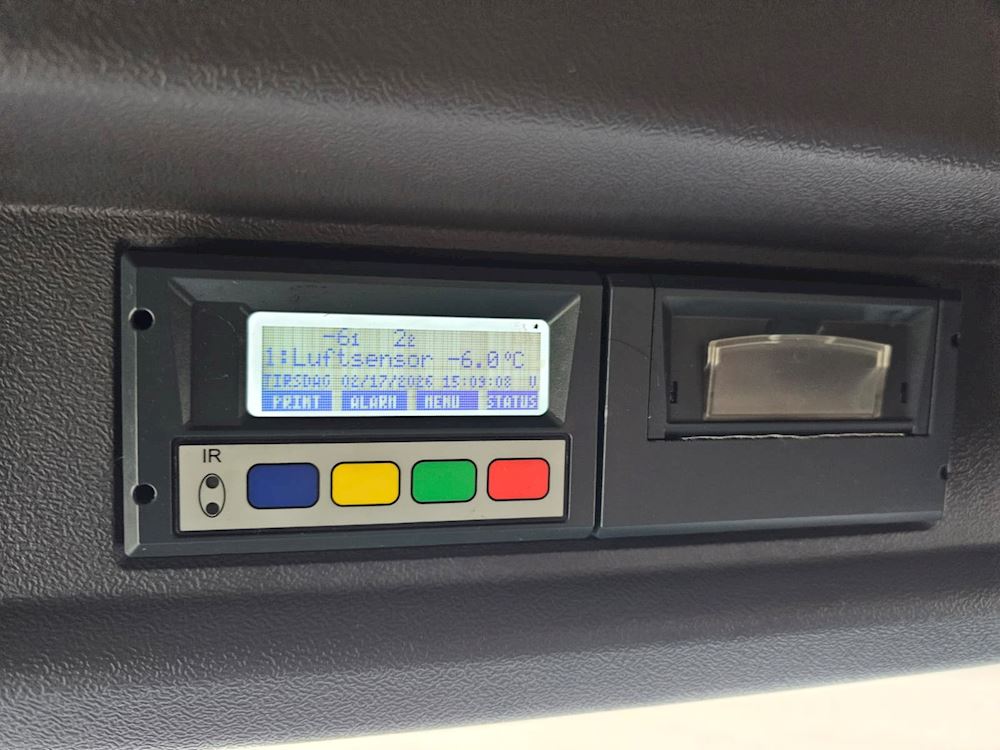 -61 22
1:Luftsensor -6.0°C
TIRSDAG 02/17/2026 15:09:08 U
PRINT ALARM MENU STATUS
IR